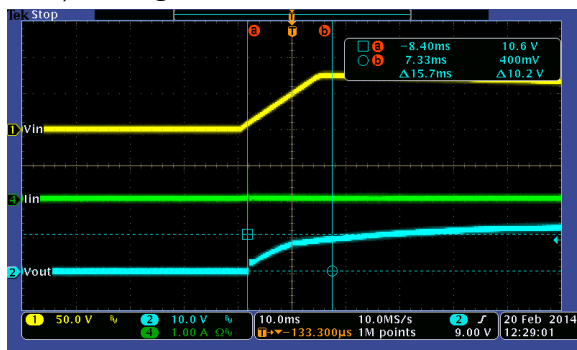 Tek Stop
a T b
a −8.40ms 10.6 V
b 7.33ms 400mV
Δ15.7ms Δ10.2 V
1 Vin
4 Iin
2 Vout
1 50.0 V 2 10.0 V 10.0ms 10.0MS/s 2 20 Feb 2014
4 1.00 A Ω T→▼−133.300µs 1M points 9.00 V 12:29:01